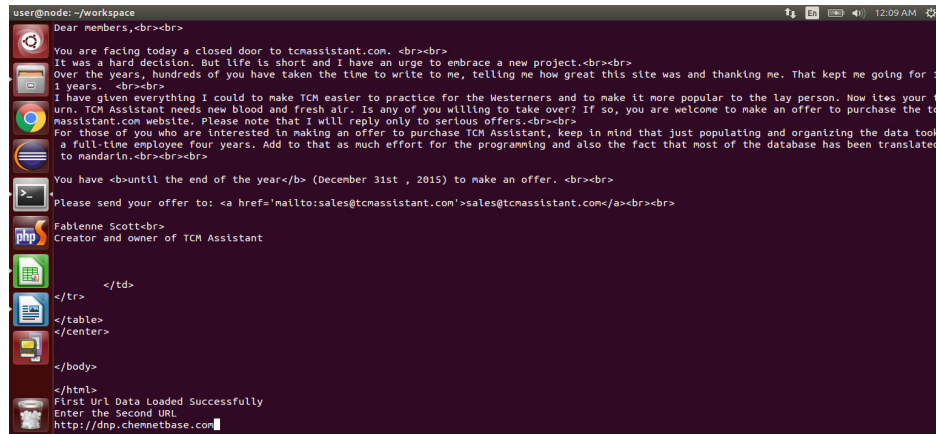 user@node: ~/workspace
En
12:09 AM
Dear members,<br><br>
You are facing today a closed door to tcmassistant.com. <br><br>
It was a hard decision. But life is short and I have an urge to embrace a new project.<br><br>
Over the years, hundreds of you have taken the time to write to me, telling me how great this site was and thanking me. That kept me going for 1
1 years.  <br><br>
I have given everything I could to make TCM easier to practice for the Westerners and to make it more popular to the lay person. Now it�s your t
urn. TCM Assistant needs new blood and fresh air. Is any of you willing to take over? If so, you are welcome to make an offer to purchase the tc
massistant.com website. Please note that I will reply only to serious offers.<br><br>
For those of you who are interested in making an offer to purchase TCM Assistant, keep in mind that just populating and organizing the data took
a full-time employee four years. Add to that as much effort for the programming and also the fact that most of the database has been translated
to mandarin.<br><br><br>
You have <b>until the end of the year</b> (December 31st , 2015) to make an offer. <br><br>
Please send your offer to: <a href='mailto:sales@tcmassistant.com'>sales@tcmassistant.com</a><br><br>
Fabienne Scott<br>
Creator and owner of TCM Assistant
</td>
</tr>
</table>
</center>
</body>
</html>
First Url Data Loaded Successfully
Enter the Second URL
http://dnp.chemnetbase.com
php